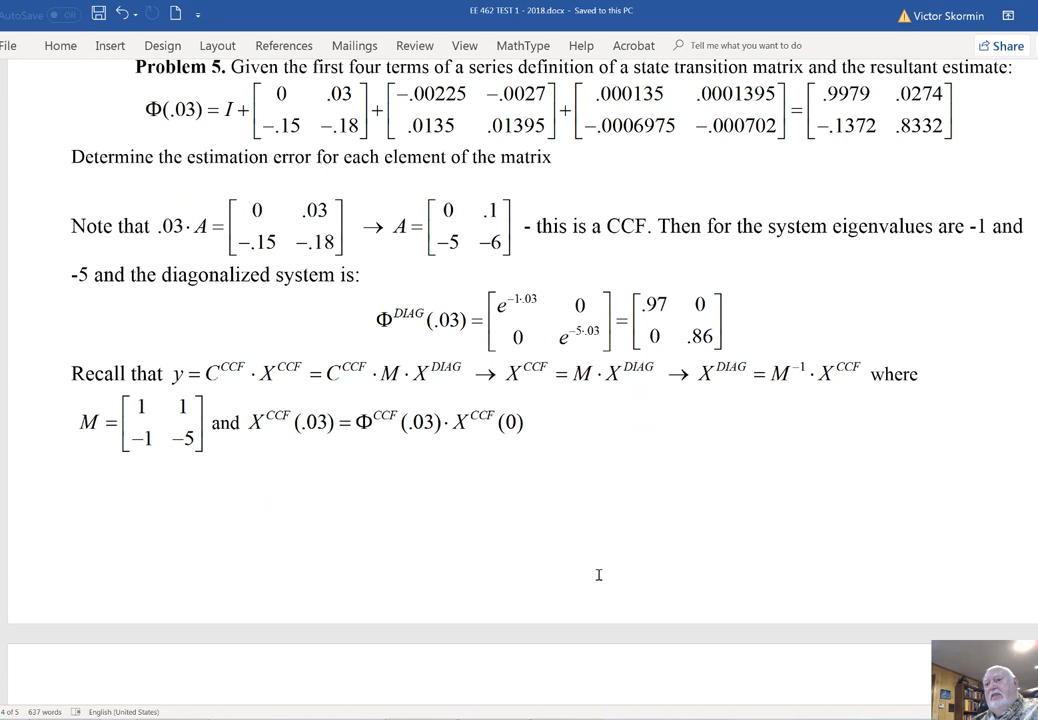 AutoSave Off EE 462 TEST 1 - 2018.docx - Saved to this PC Victor Skormin
File Home Insert Design Layout References Mailings Review View MathType Help Acrobat Tell me what you want to do Share
Problem 5. Given the first four terms of a series definition of a state transition matrix and the resultant estimate:
Φ(.03) = I + [0 .03; −.15 −.18] + [−.00225 −.0027; .0135 .01395] + [.000135 .0001395; −.0006975 −.000702] = [.9979 .0274; −.1372 .8332]
Determine the estimation error for each element of the matrix
Note that .03·A = [0 .03; −.15 −.18] → A = [0 .1; −5 −6] - this is a CCF. Then for the system eigenvalues are -1 and
-5 and the diagonalized system is:
Φ^DIAG(.03) = [e^−1·.03 0; 0 e^−5·.03] = [.97 0; 0 .86]
Recall that y = C^CCF · X^CCF = C^CCF · M · X^DIAG → X^CCF = M · X^DIAG → X^DIAG = M^−1 · X^CCF where
M = [1 1; −1 −5] and X^CCF(.03) = Φ^CCF(.03) · X^CCF(0)
4 of 5 637 words English (United States)